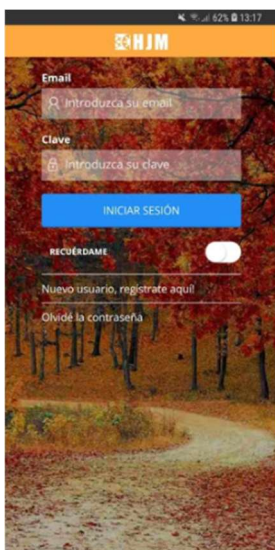 62% 13:17
HJM
Email
Introduzca su email
Clave
Introduzca su clave
INICIAR SESIÓN
RECUÉRDAME
Nuevo usuario, registrate aquí!
Olvidé la contraseña